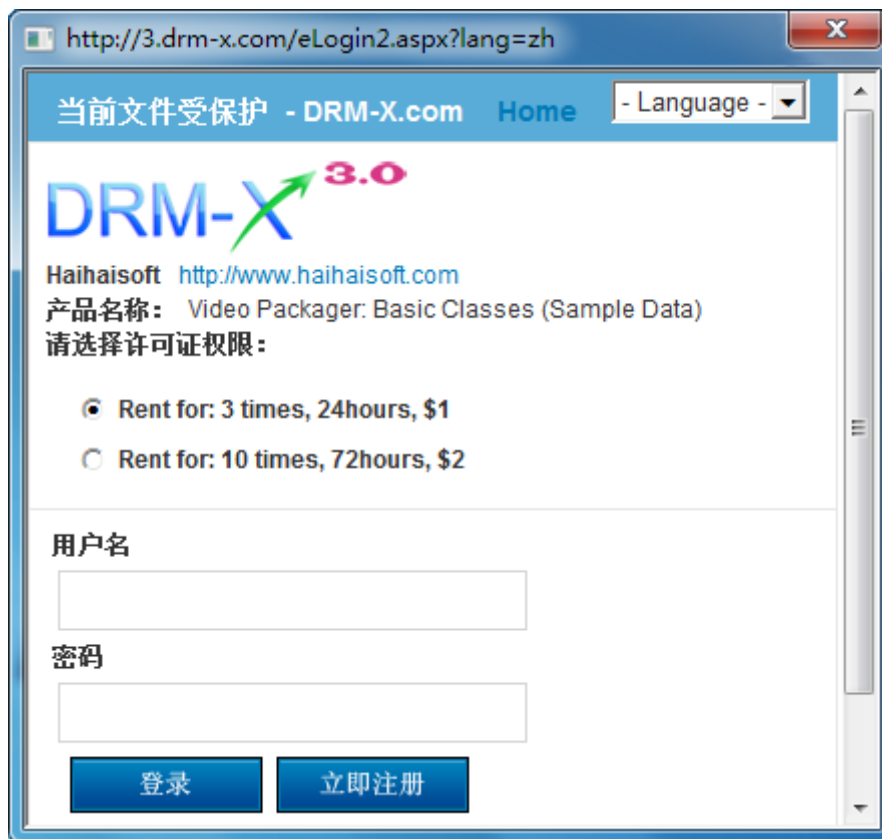 http://3.drm-x.com/eLogin2.aspx?lang=zh
当前文件受保护 - DRM-X.com Home - Language -
DRM-X 3.0
Haihaisoft http://www.haihaisoft.com
产品名称： Video Packager: Basic Classes (Sample Data)
请选择许可证权限：
Rent for: 3 times, 24hours, $1
Rent for: 10 times, 72hours, $2
用户名
密码
登录 立即注册